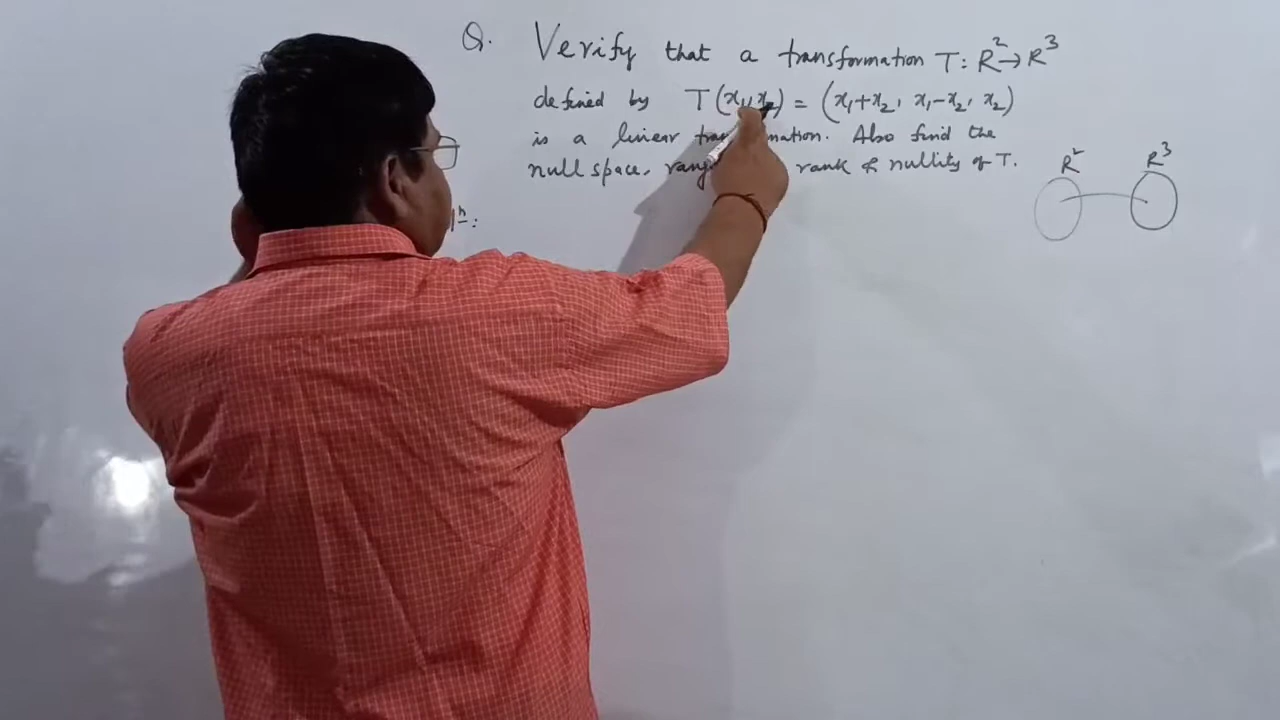 Q. Verify that a transformation T: R² → R³
defined by T(x₁, x₂) = (x₁+x₂, x₁-x₂, x₂)
is a linear Also find the
null space, rank & nullity of T.
R² R³